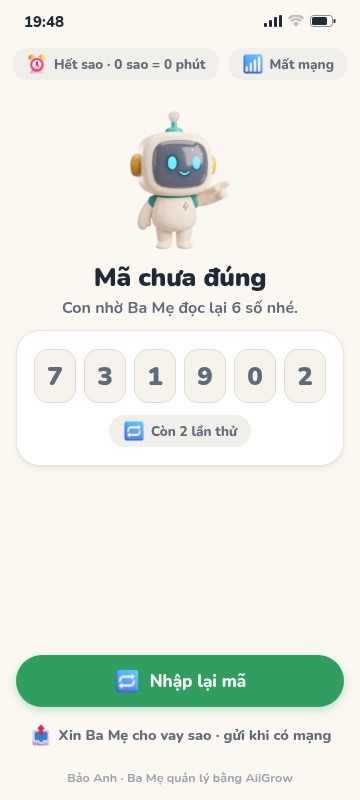 19:48
Hết sao · 0 sao = 0 phút
Mất mạng
Mã chưa đúng
Con nhờ Ba Mẹ đọc lại 6 số nhé.
7 3 1 9 0 2
Còn 2 lần thử
Nhập lại mã
Xin Ba Mẹ cho vay sao · gửi khi có mạng
Bảo Anh · Ba Mẹ quản lý bằng AiiGrow